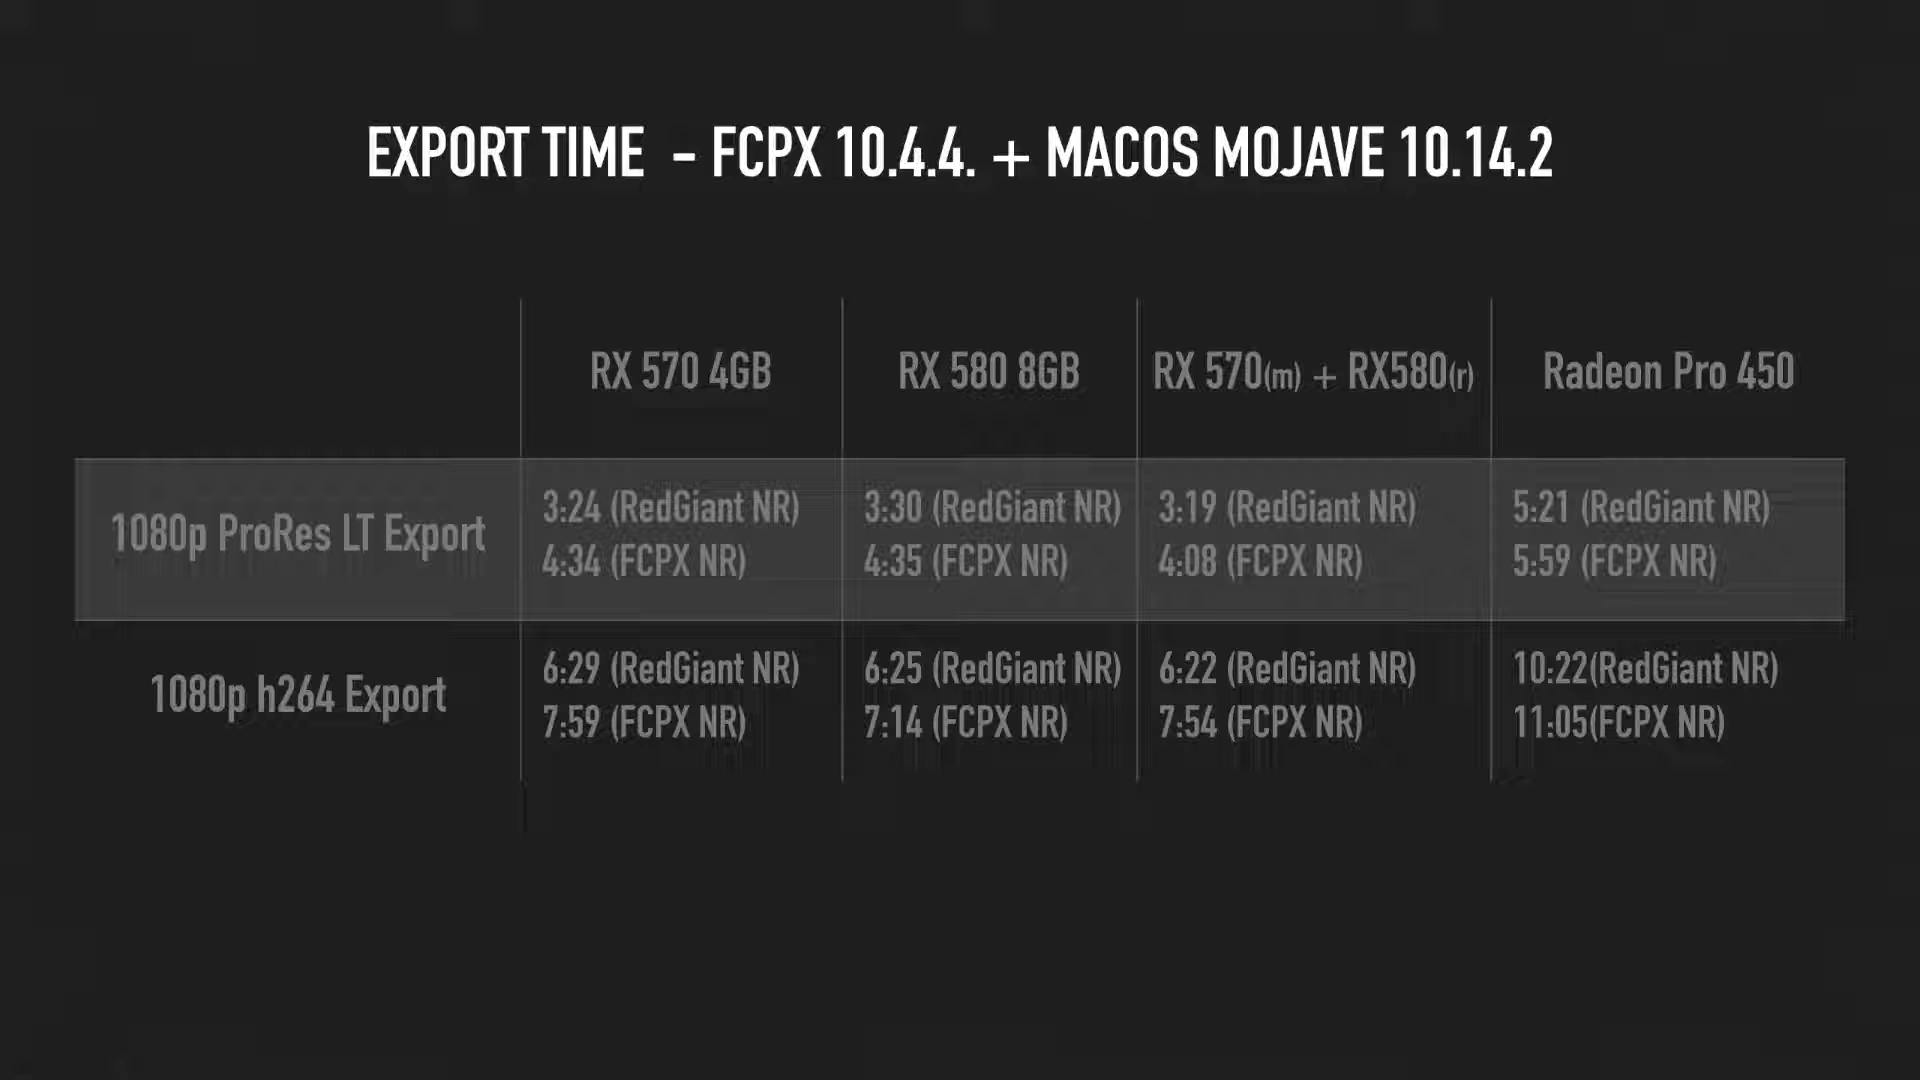 EXPORT TIME - FCPX 10.4.4. + MACOS MOJAVE 10.14.2
RX 570 4GB RX 580 8GB RX 570(m) + RX580(r) Radeon Pro 450
1080p ProRes LT Export
3:24 (RedGiant NR) 3:30 (RedGiant NR) 3:19 (RedGiant NR) 5:21 (RedGiant NR)
4:34 (FCPX NR) 4:35 (FCPX NR) 4:08 (FCPX NR) 5:59 (FCPX NR)
1080p h264 Export
6:29 (RedGiant NR) 6:25 (RedGiant NR) 6:22 (RedGiant NR) 10:22(RedGiant NR)
7:59 (FCPX NR) 7:14 (FCPX NR) 7:54 (FCPX NR) 11:05(FCPX NR)